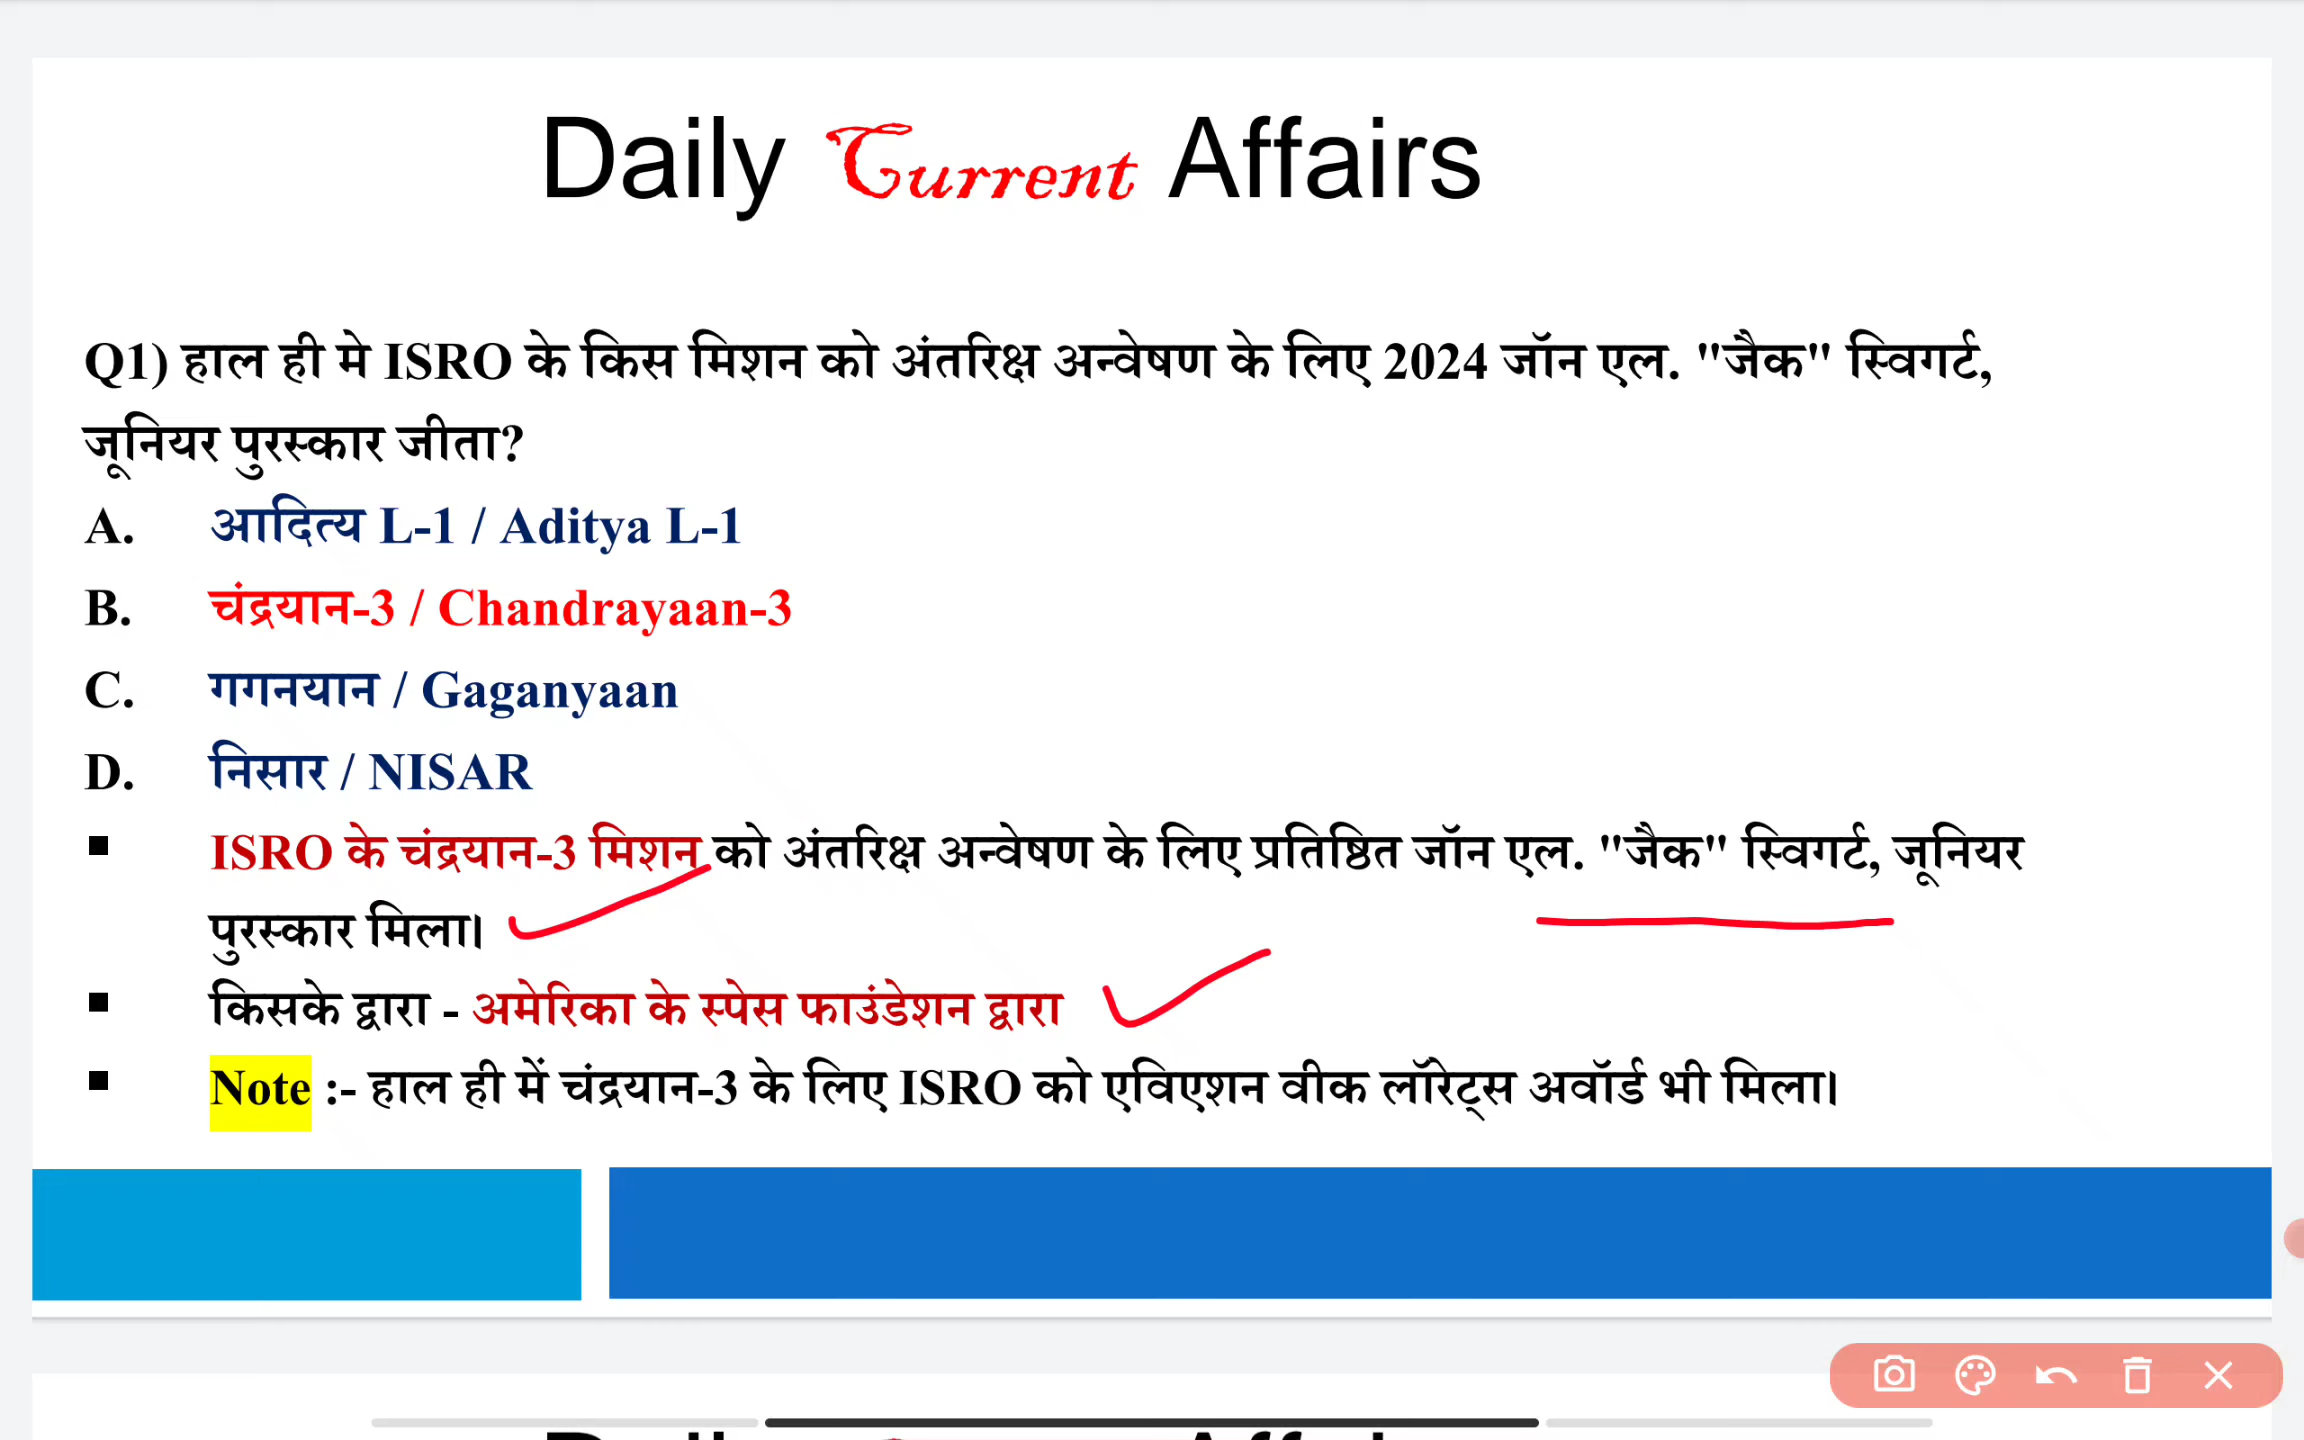 Daily Current Affairs
Q1) हाल ही मे ISRO के किस मिशन को अंतरिक्ष अन्वेषण के लिए 2024 जॉन एल. "जैक" स्विगर्ट,
जूनियर पुरस्कार जीता?
A. आदित्य L-1 / Aditya L-1
B. चंद्रयान-3 / Chandrayaan-3
C. गगनयान / Gaganyaan
D. निसार / NISAR
▪ ISRO के चंद्रयान-3 मिशन को अंतरिक्ष अन्वेषण के लिए प्रतिष्ठित जॉन एल. "जैक" स्विगर्ट, जूनियर
पुरस्कार मिला।
▪ किसके द्वारा - अमेरिका के स्पेस फाउंडेशन द्वारा
▪ Note :- हाल ही में चंद्रयान-3 के लिए ISRO को एविएशन वीक लॉरेट्स अवॉर्ड भी मिला।